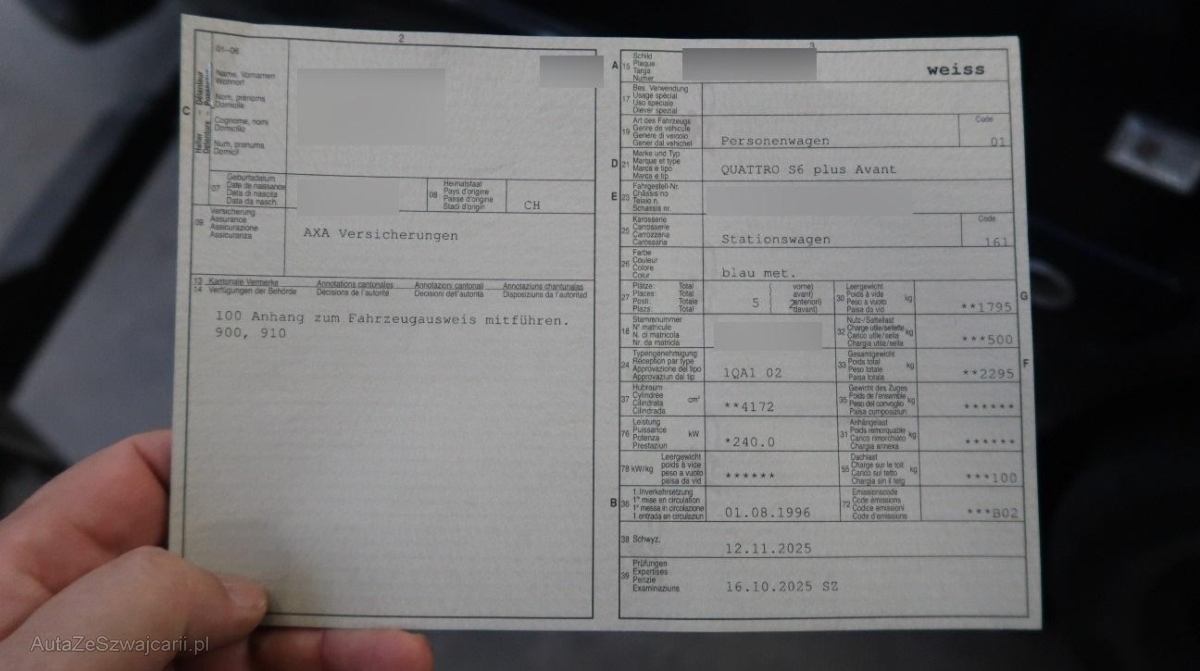 2
01–06
C
Halter – Détenteur
Detentore – Possessur
Name, Vornamen
Wohnort
Nom, prénoms
Domicile
Cognome, nomi
Domicilio
Num, prenums
Domicil
07
Geburtsdatum
Date de naissance
Data di nascita
Data da nasch.
08
Heimatstaat
Pays d'origine
Paese d'origine
Stadi d'origin
CH
09
Versicherung
Assurance
Assicurazione
Assicuranza
AXA Versicherungen
13 Kantonale Vermerke Annotations cantonales Annotazioni cantonali Annotaziuns chantunalas
14 Verfügungen der Behörde Décisions de l'autorité Decisioni dell'autorità Disposiziuns da l'autoritad
100 Anhang zum Fahrzeugausweis mitführen.
900, 910
3
A 15
Schild
Plaque
Targa
Numer
weiss
17
Bes. Verwendung
Usage spécial
Uso speciale
Diever spezial
19
Art des Fahrzeugs
Genre de véhicule
Genere di veicolo
Gener dal vehichel
Personenwagen
Code
01
D 21
Marke und Typ
Marque et type
Marca e tipo
Marca e tip
QUATTRO S6 plus Avant
E 23
Fahrgestell-Nr.
Châssis no
Telaio n.
Schassis nr.
25
Karosserie
Carrosserie
Carrozzeria
Carossaria
Stationswagen
Code
161
26
Farbe
Couleur
Colore
Colur
blau met.
27
Plätze: Total
Places: Total
Posti: Totale
Plazs: Total
5
vorne)
avant)
anteriori)
davant)
2
30
Leergewicht
Poids à vide
Peso a vuoto
Paisa da vid
kg
**1795
G
18
Stammnummer
N° matricule
N. di matricola
Nr. da matricla
32
Nutz-/Sattellast
Charge utile/sellette
Carico utile/sella
Chargia utila/sella
kg
***500
24
Typengenehmigung
Réception par type
Approvazione del tipo
Approvaziun dal tip
1QA1 02
33
Gesamtgewicht
Poids total
Peso totale
Paisa totala
kg
**2295
F
37
Hubraum
Cylindrée
Cilindrata
Cilindrada
cm³
**4172
35
Gewicht des Zuges
Poids de l'ensemble
Peso del convoglio
Paisa cumposiziun
kg
******
76
Leistung
Puissance
Potenza
Prestaziun
kW
*240.0
31
Anhängelast
Poids remorquable
Carico rimorchiato
Chargia annexa
kg
******
78 kW/kg
Leergewicht
poids à vide
peso a vuoto
paisa da vid
******
55
Dachlast
Charge sur le toit
Carico sul tetto
Chargia sin il tetg
kg
***100
B 36
1. Inverkehrsetzung
1re mise en circulation
1a messa in circolazione
1. entrada en circulaziun
01.08.1996
72
Emissionscode
Code émissions
Codice emissioni
Code d'emissiuns
***B02
38 Schwyz,
12.11.2025
39
Prüfungen
Expertises
Perizie
Examinaziuns
16.10.2025 SZ
AutaZeSzwajcarii.pl